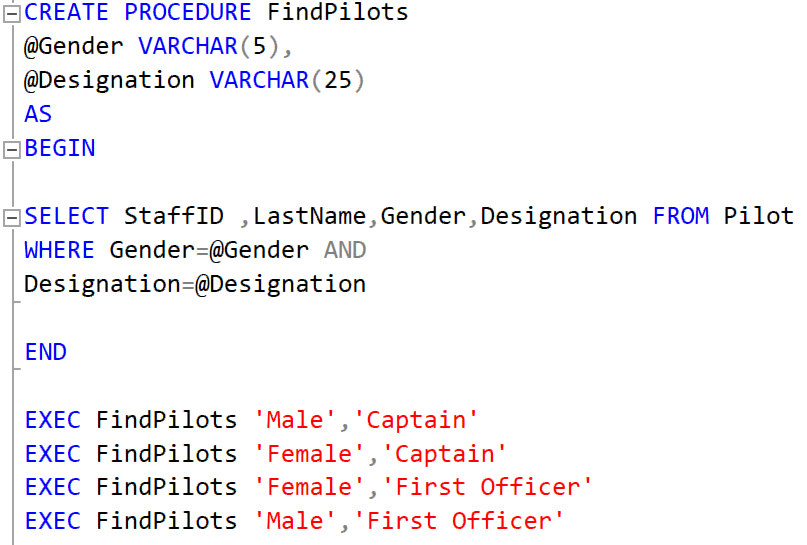 CREATE PROCEDURE FindPilots
@Gender VARCHAR(5),
@Designation VARCHAR(25)
AS
BEGIN
SELECT StaffID ,LastName,Gender,Designation FROM Pilot
WHERE Gender=@Gender AND
Designation=@Designation
END
EXEC FindPilots 'Male','Captain'
EXEC FindPilots 'Female','Captain'
EXEC FindPilots 'Female','First Officer'
EXEC FindPilots 'Male','First Officer'